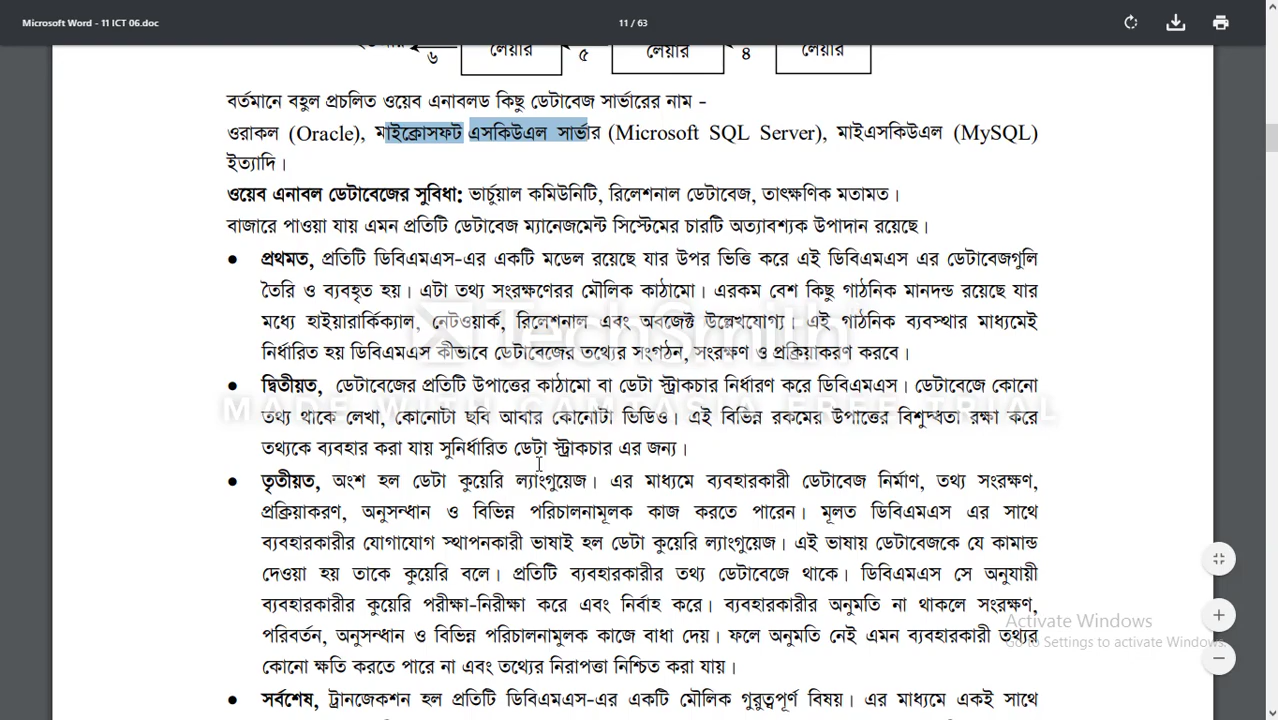 Microsoft Word - 11 ICT 06.doc
11 / 63
লেয়ার
লেয়ার
লেয়ার
৬
৫
৪
বর্তমানে বহুল প্রচলিত ওয়েব এনাবলড কিছু ডেটাবেজ সার্ভারের নাম -
ওরাকল (Oracle), মাইক্রোসফট এসকিউএল সার্ভার (Microsoft SQL Server), মাইএসকিউএল (MySQL)
ইত্যাদি।
ওয়েব এনাবল ডেটাবেজের সুবিধা: ভার্চুয়াল কমিউনিটি, রিলেশনাল ডেটাবেজ, তাৎক্ষণিক মতামত।
বাজারে পাওয়া যায় এমন প্রতিটি ডেটাবেজ ম্যানেজমেন্ট সিস্টেমের চারটি অত্যাবশ্যক উপাদান রয়েছে।
● প্রথমত, প্রতিটি ডিবিএমএস-এর একটি মডেল রয়েছে যার উপর ভিত্তি করে এই ডিবিএমএস এর ডেটাবেজগুলি
তৈরি ও ব্যবহৃত হয়। এটা তথ্য সংরক্ষণেরর মৌলিক কাঠামো। এরকম বেশ কিছু গাঠনিক মানদন্ড রয়েছে যার
মধ্যে হাইয়ারার্কিক্যাল, নেটওয়ার্ক, রিলেশনাল এবং অবজেক্ট উল্লেখযোগ্য। এই গাঠনিক ব্যবস্থার মাধ্যমেই
নির্ধারিত হয় ডিবিএমএস কীভাবে ডেটাবেজের তথ্যের সংগঠন, সংরক্ষণ ও প্রক্রিয়াকরণ করবে।
TechSmith
● দ্বিতীয়ত, ডেটাবেজের প্রতিটি উপাত্তের কাঠামো বা ডেটা স্ট্রাকচার নির্ধারণ করে ডিবিএমএস। ডেটাবেজে কোনো
তথ্য থাকে লেখা, কোনোটা ছবি আবার কোনোটা ভিডিও। এই বিভিন্ন রকমের উপাত্তের বিশুদ্ধতা রক্ষা করে
MADE WITH CAMTASIA FREE TRIAL
তথ্যকে ব্যবহার করা যায় সুনির্ধারিত ডেটা স্ট্রাকচার এর জন্য।
● তৃতীয়ত, অংশ হল ডেটা কুয়েরি ল্যাংগুয়েজ। এর মাধ্যমে ব্যবহারকারী ডেটাবেজ নির্মাণ, তথ্য সংরক্ষণ,
প্রক্রিয়াকরণ, অনুসন্ধান ও বিভিন্ন পরিচালনামূলক কাজ করতে পারেন। মূলত ডিবিএমএস এর সাথে
ব্যবহারকারীর যোগাযোগ স্থাপনকারী ভাষাই হল ডেটা কুয়েরি ল্যাংগুয়েজ। এই ভাষায় ডেটাবেজকে যে কামান্ড
দেওয়া হয় তাকে কুয়েরি বলে। প্রতিটি ব্যবহারকারীর তথ্য ডেটাবেজে থাকে। ডিবিএমএস সে অনুযায়ী
ব্যবহারকারীর কুয়েরি পরীক্ষা-নিরীক্ষা করে এবং নির্বাহ করে। ব্যবহারকারীর অনুমতি না থাকলে সংরক্ষণ,
পরিবর্তন, অনুসন্ধান ও বিভিন্ন পরিচালনামূলক কাজে বাধা দেয়। ফলে অনুমতি নেই এমন ব্যবহারকারী তথ্যর
কোনো ক্ষতি করতে পারে না এবং তথ্যের নিরাপত্তা নিশ্চিত করা যায়।
Activate Windows
Go to Settings to activate Windows.
● সর্বশেষ, ট্রানজেকশন হল প্রতিটি ডিবিএমএস-এর একটি মৌলিক গুরুত্বপূর্ণ বিষয়। এর মাধ্যমে একই সাথে